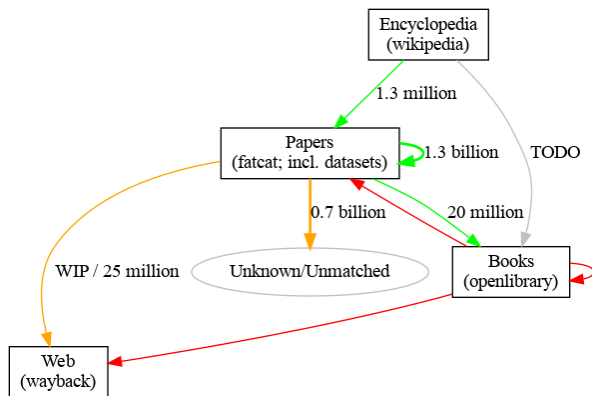 Encyclopedia
(wikipedia)
1.3 million
Papers
(fatcat; incl. datasets)
1.3 billion
TODO
0.7 billion
20 million
WIP / 25 million
Unknown/Unmatched
Books
(openlibrary)
Web
(wayback)